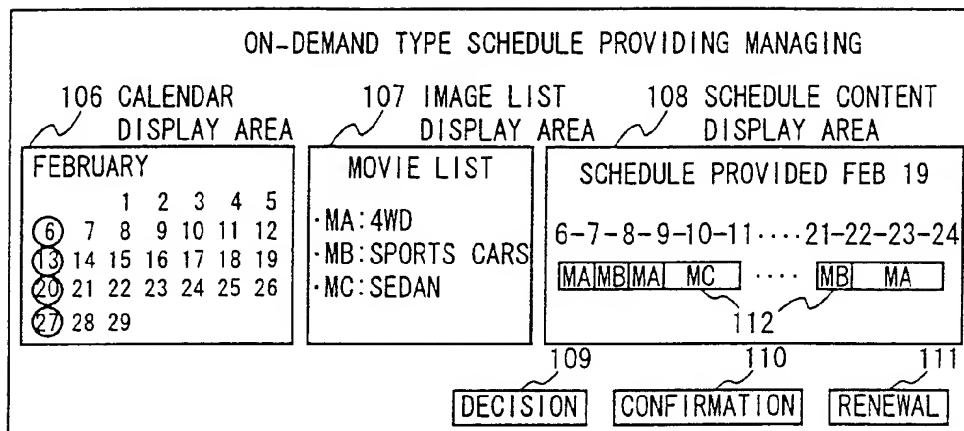 ON-DEMAND TYPE SCHEDULE PROVIDING MANAGING
106 CALENDAR DISPLAY AREA
107 IMAGE LIST DISPLAY AREA
108 SCHEDULE CONTENT DISPLAY AREA
FEBRUARY
1 2 3 4 5
6 7 8 9 10 11 12
13 14 15 16 17 18 19
20 21 22 23 24 25 26
27 28 29
MOVIE LIST
·MA:4WD
·MB:SPORTS CARS
·MC:SEDAN
SCHEDULE PROVIDED FEB 19
6-7-8-9-10-11····21-22-23-24
MA MB MA MC ···· MB MA
112
109 110 111
DECISION CONFIRMATION RENEWAL